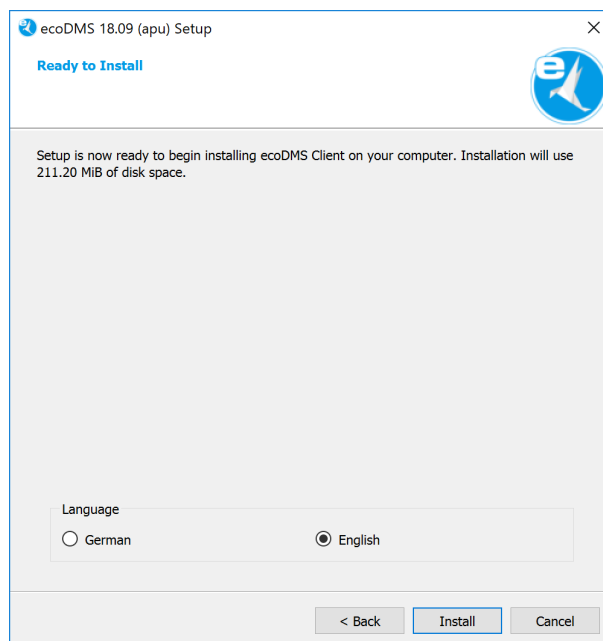 ecoDMS 18.09 (apu) Setup
Ready to Install
e
Setup is now ready to begin installing ecoDMS Client on your computer. Installation will use
211.20 MiB of disk space.
Language
German
English
< Back
Install
Cancel